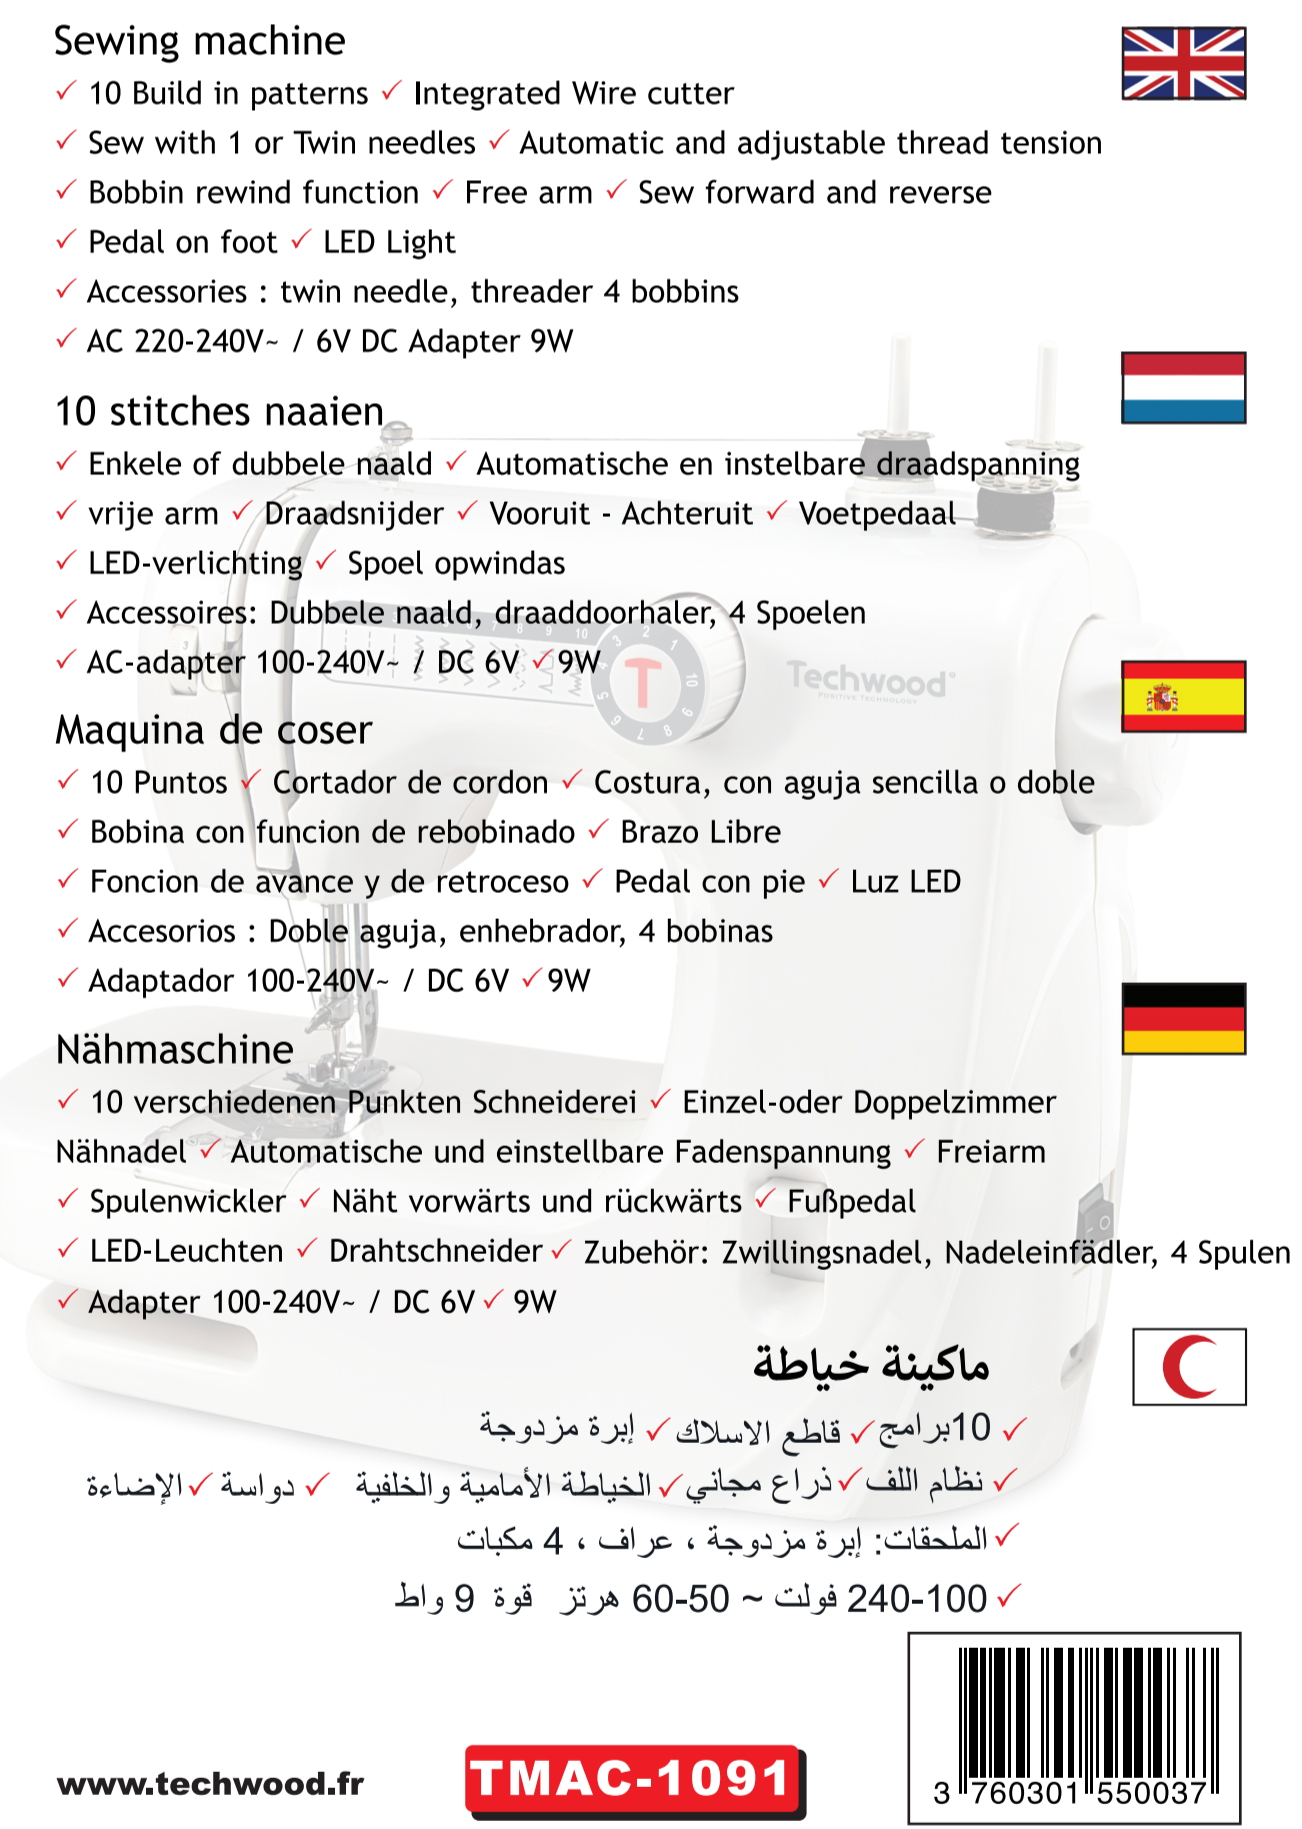 Sewing machine
✓ 10 Build in patterns ✓ Integrated Wire cutter
✓ Sew with 1 or Twin needles ✓ Automatic and adjustable thread tension
✓ Bobbin rewind function ✓ Free arm ✓ Sew forward and reverse
✓ Pedal on foot ✓ LED Light
✓ Accessories : twin needle, threader 4 bobbins
✓ AC 220-240V~ / 6V DC Adapter 9W
10 stitches naaien
✓ Enkele of dubbele naald ✓ Automatische en instelbare draadspanning
✓ vrije arm ✓ Draadsnijder ✓ Vooruit - Achteruit ✓ Voetpedaal
✓ LED-verlichting ✓ Spoel opwindas
✓ Accessoires: Dubbele naald, draaddoorhaler, 4 Spoelen
✓ AC-adapter 100-240V~ / DC 6V ✓ 9W
Techwood
POSITIVE TECHNOLOGY
Maquina de coser
✓ 10 Puntos ✓ Cortador de cordon ✓ Costura, con aguja sencilla o doble
✓ Bobina con funcion de rebobinado ✓ Brazo Libre
✓ Foncion de avance y de retroceso ✓ Pedal con pie ✓ Luz LED
✓ Accesorios : Doble aguja, enhebrador, 4 bobinas
✓ Adaptador 100-240V~ / DC 6V ✓ 9W
Nähmaschine
✓ 10 verschiedenen Punkten Schneiderei ✓ Einzel-oder Doppelzimmer
Nähnadel ✓ Automatische und einstellbare Fadenspannung ✓ Freiarm
✓ Spulenwickler ✓ Näht vorwärts und rückwärts ✓ Fußpedal
✓ LED-Leuchten ✓ Drahtschneider ✓ Zubehör: Zwillingsnadel, Nadeleinfädler, 4 Spulen
✓ Adapter 100-240V~ / DC 6V ✓ 9W
ماكينة خياطة
✓ 10برامج ✓ قاطع الاسلاك ✓ إبرة مزدوجة
✓ نظام اللف ✓ ذراع مجاني ✓ الخياطة الأمامية والخلفية ✓ دواسة ✓ الإضاءة
✓ الملحقات: إبرة مزدوجة ، عراف ، 4 مكبات
✓ 100-240 فولت ~ 50-60 هرتز قوة 9 واط
www.techwood.fr
TMAC-1091
3 760301 550037